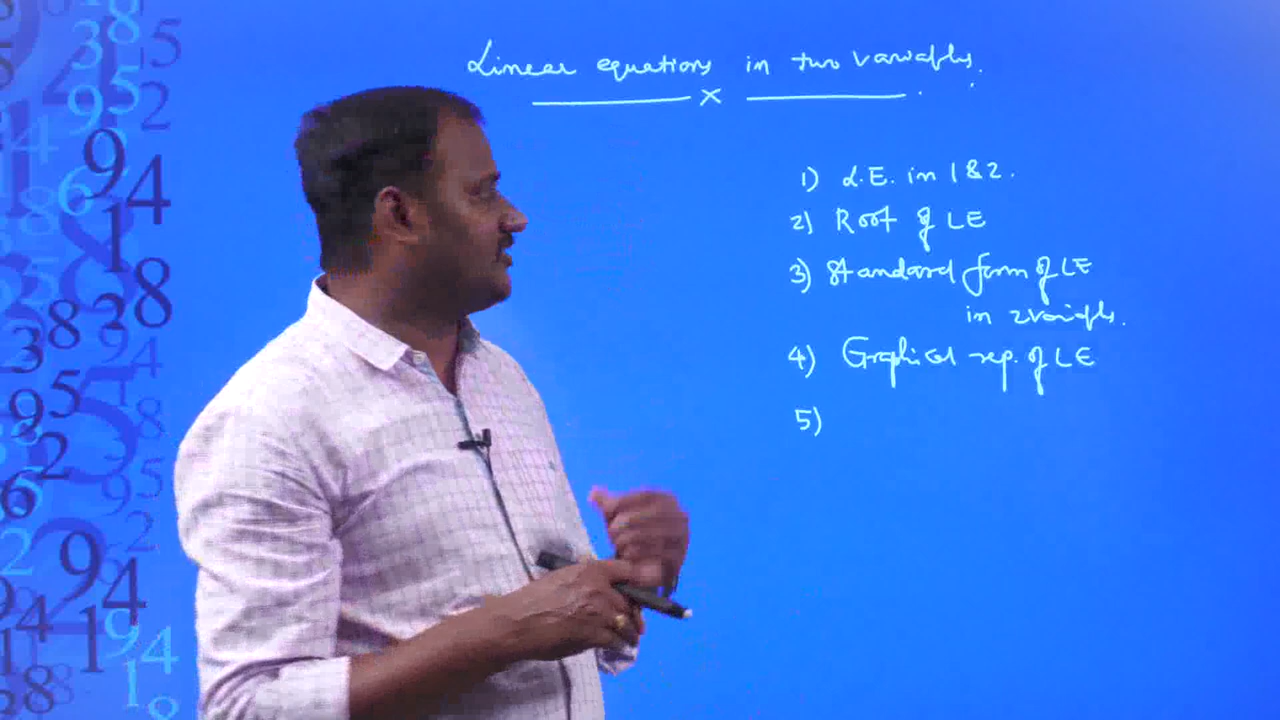 Linear equations in two variables.
1) L.E. in 1 & 2.
2) Root of LE
3) Standard form of LE
in 2 variables.
4) Graphical rep. of LE
5)